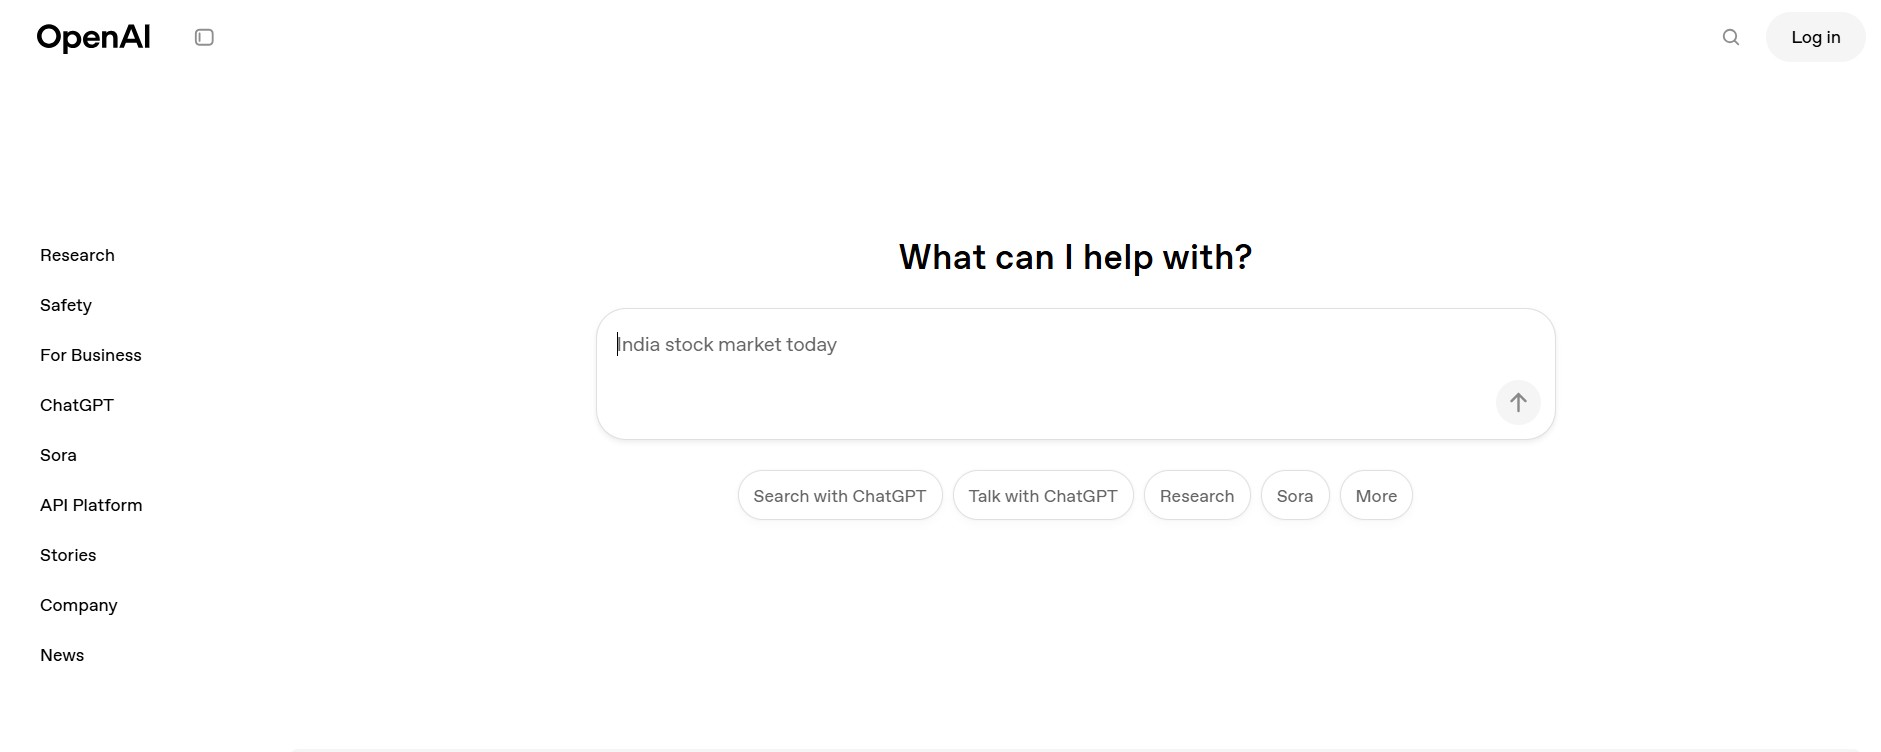 OpenAI
Log in
Research
Safety
For Business
ChatGPT
Sora
API Platform
Stories
Company
News
What can I help with?
India stock market today
Search with ChatGPT
Talk with ChatGPT
Research
Sora
More